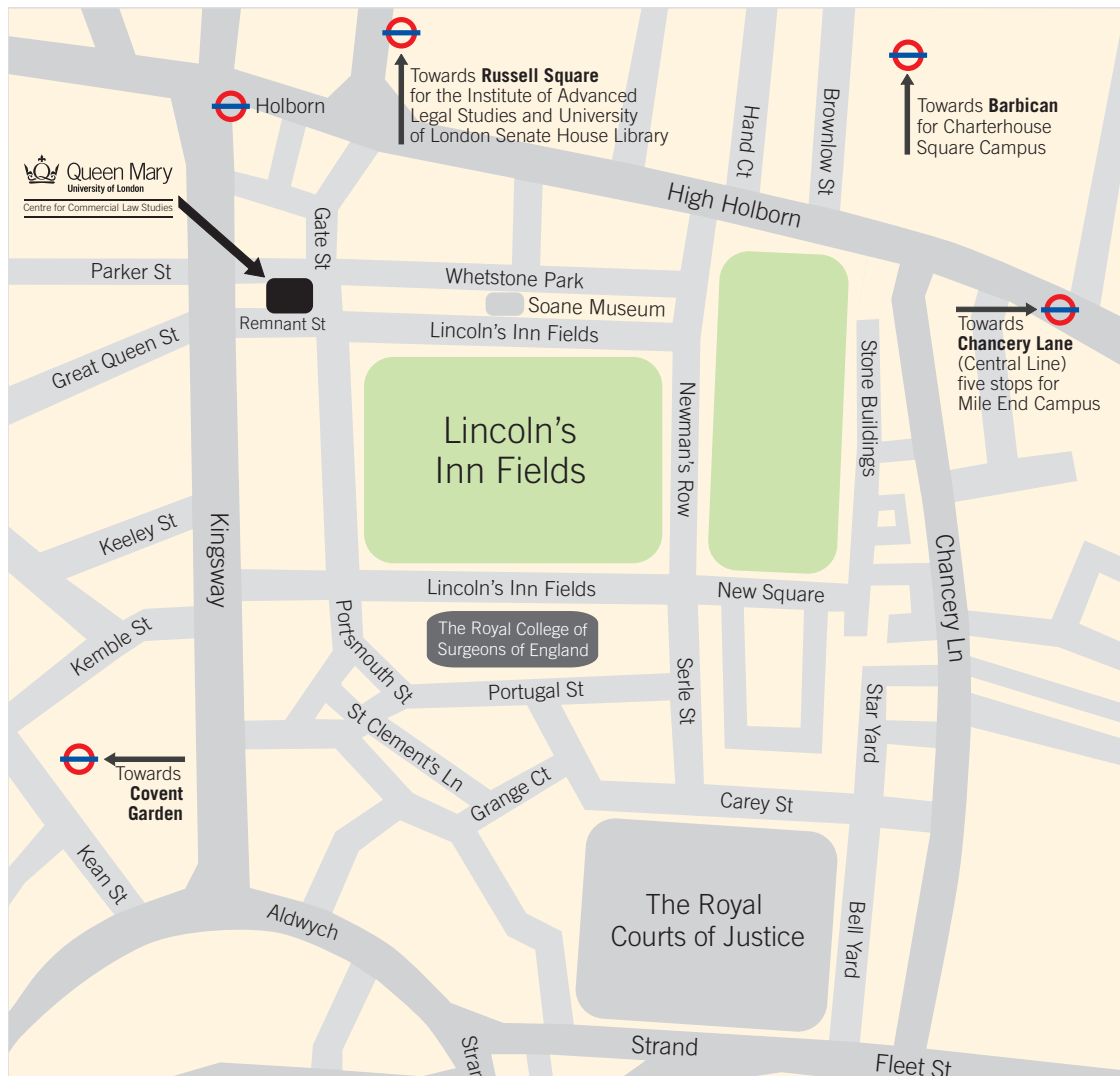 Holborn
Towards Russell Square
for the Institute of Advanced
Legal Studies and University
of London Senate House Library
Hand Ct
Brownlow St
Towards Barbican
for Charterhouse
Square Campus
Queen Mary
University of London
Centre for Commercial Law Studies
High Holborn
Gate St
Parker St
Whetstone Park
Soane Museum
Remnant St
Lincoln's Inn Fields
Great Queen St
Towards
Chancery Lane
(Central Line)
five stops for
Mile End Campus
Stone Buildings
Lincoln's
Inn Fields
Newman's Row
Keeley St
Kingsway
Chancery Ln
Lincoln's Inn Fields
New Square
Kemble St
Portsmouth St
The Royal College of
Surgeons of England
Portugal St
Serle St
Star Yard
St Clement's Ln
Grange Ct
Carey St
Towards
Covent
Garden
Kean St
Aldwych
The Royal
Courts of Justice
Bell Yard
Strand
Fleet St